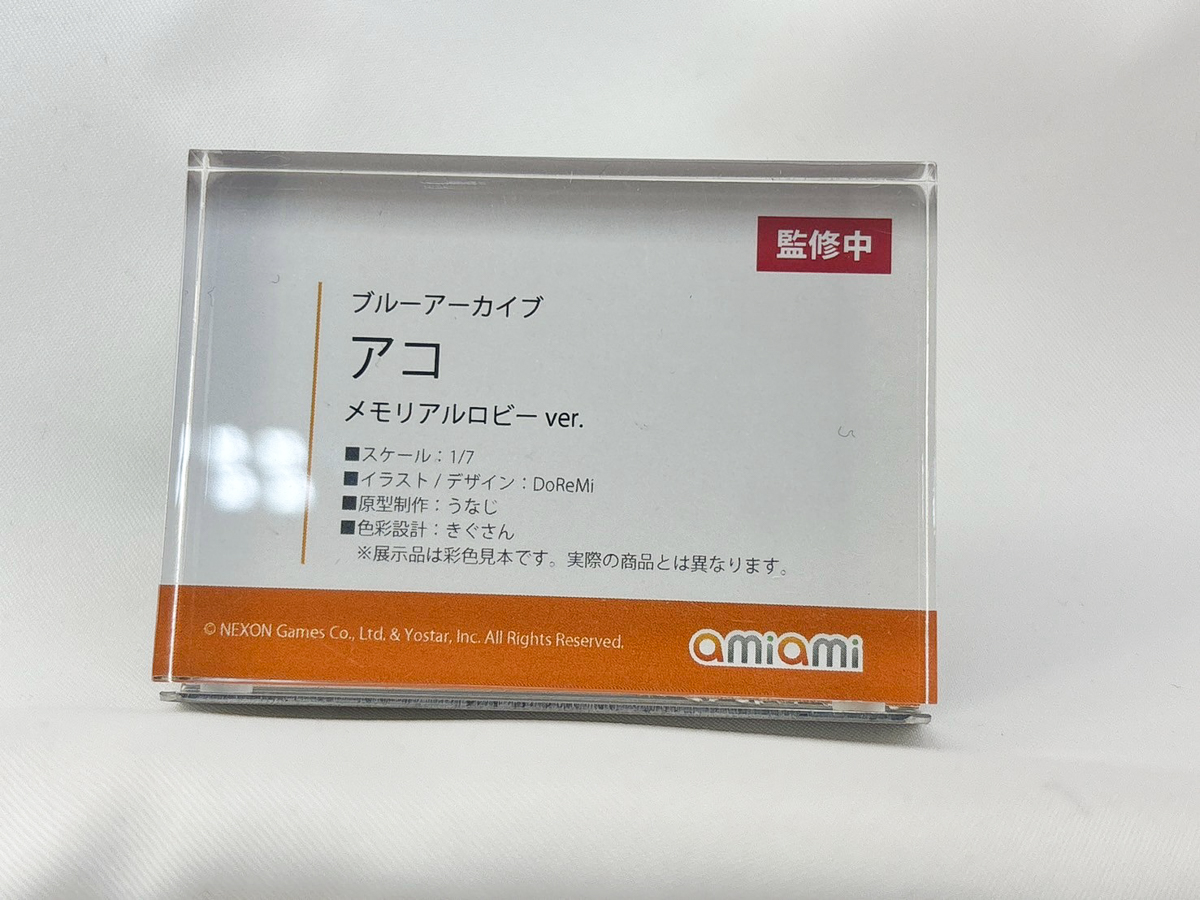 監修中
ブルーアーカイブ
アコ
メモリアルロビー ver.
■スケール：1/7
■イラスト / デザイン：DoReMi
■原型制作：うなじ
■色彩設計：きぐさん
※展示品は彩色見本です。実際の商品とは異なります。
© NEXON Games Co., Ltd. & Yostar, Inc. All Rights Reserved.
amiami